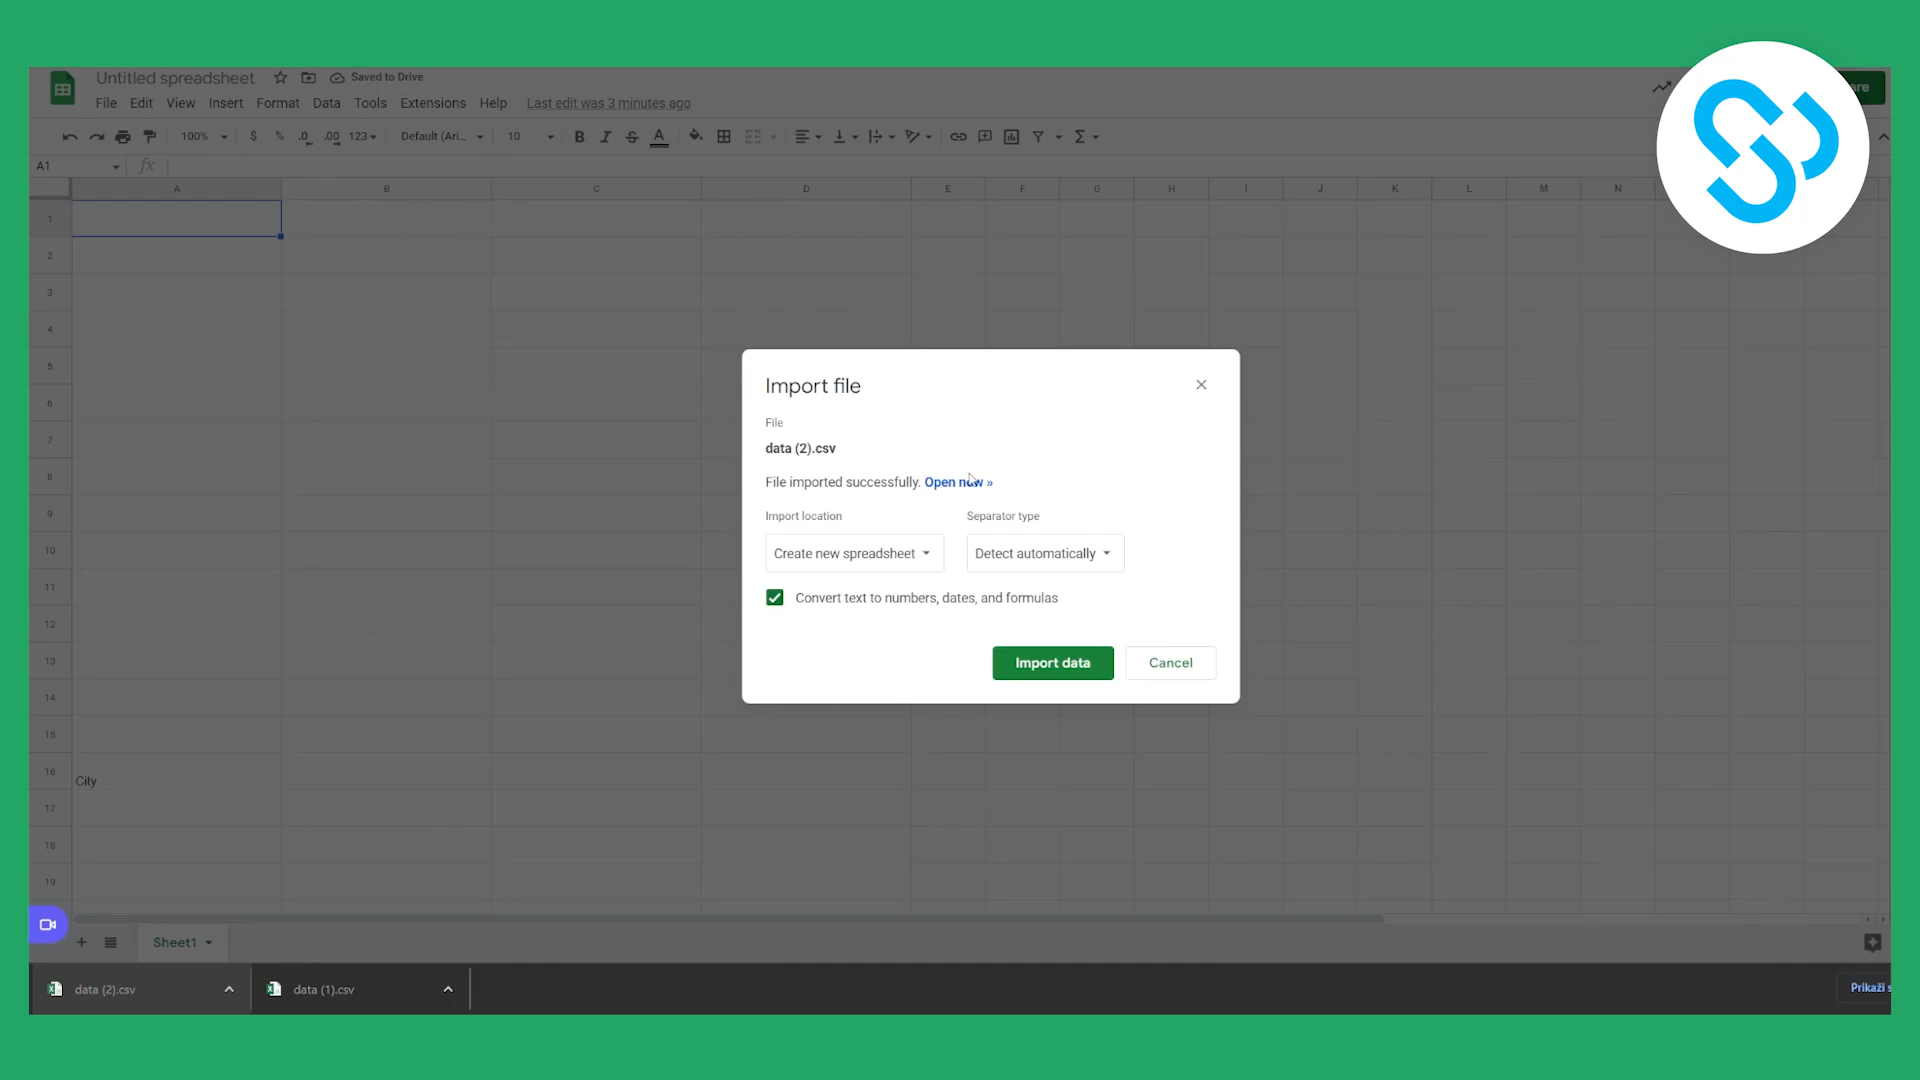 Untitled spreadsheet Saved to Drive
File Edit View Insert Format Data Tools Extensions Help Last edit was 3 minutes ago
100% $ % .0 .00 123 Default (Ari... 10 B I S A Σ
A1 fx
A B C D E F G H I J K L M N
1
2
3
4
5
6
7
8
9
10
11
12
13
14
15
16 City
17
18
19
Import file
File
data (2).csv
File imported successfully. Open now »
Import location Separator type
Create new spreadsheet Detect automatically
Convert text to numbers, dates, and formulas
Import data Cancel
+ Sheet1
data (2).csv data (1).csv Prikaži s